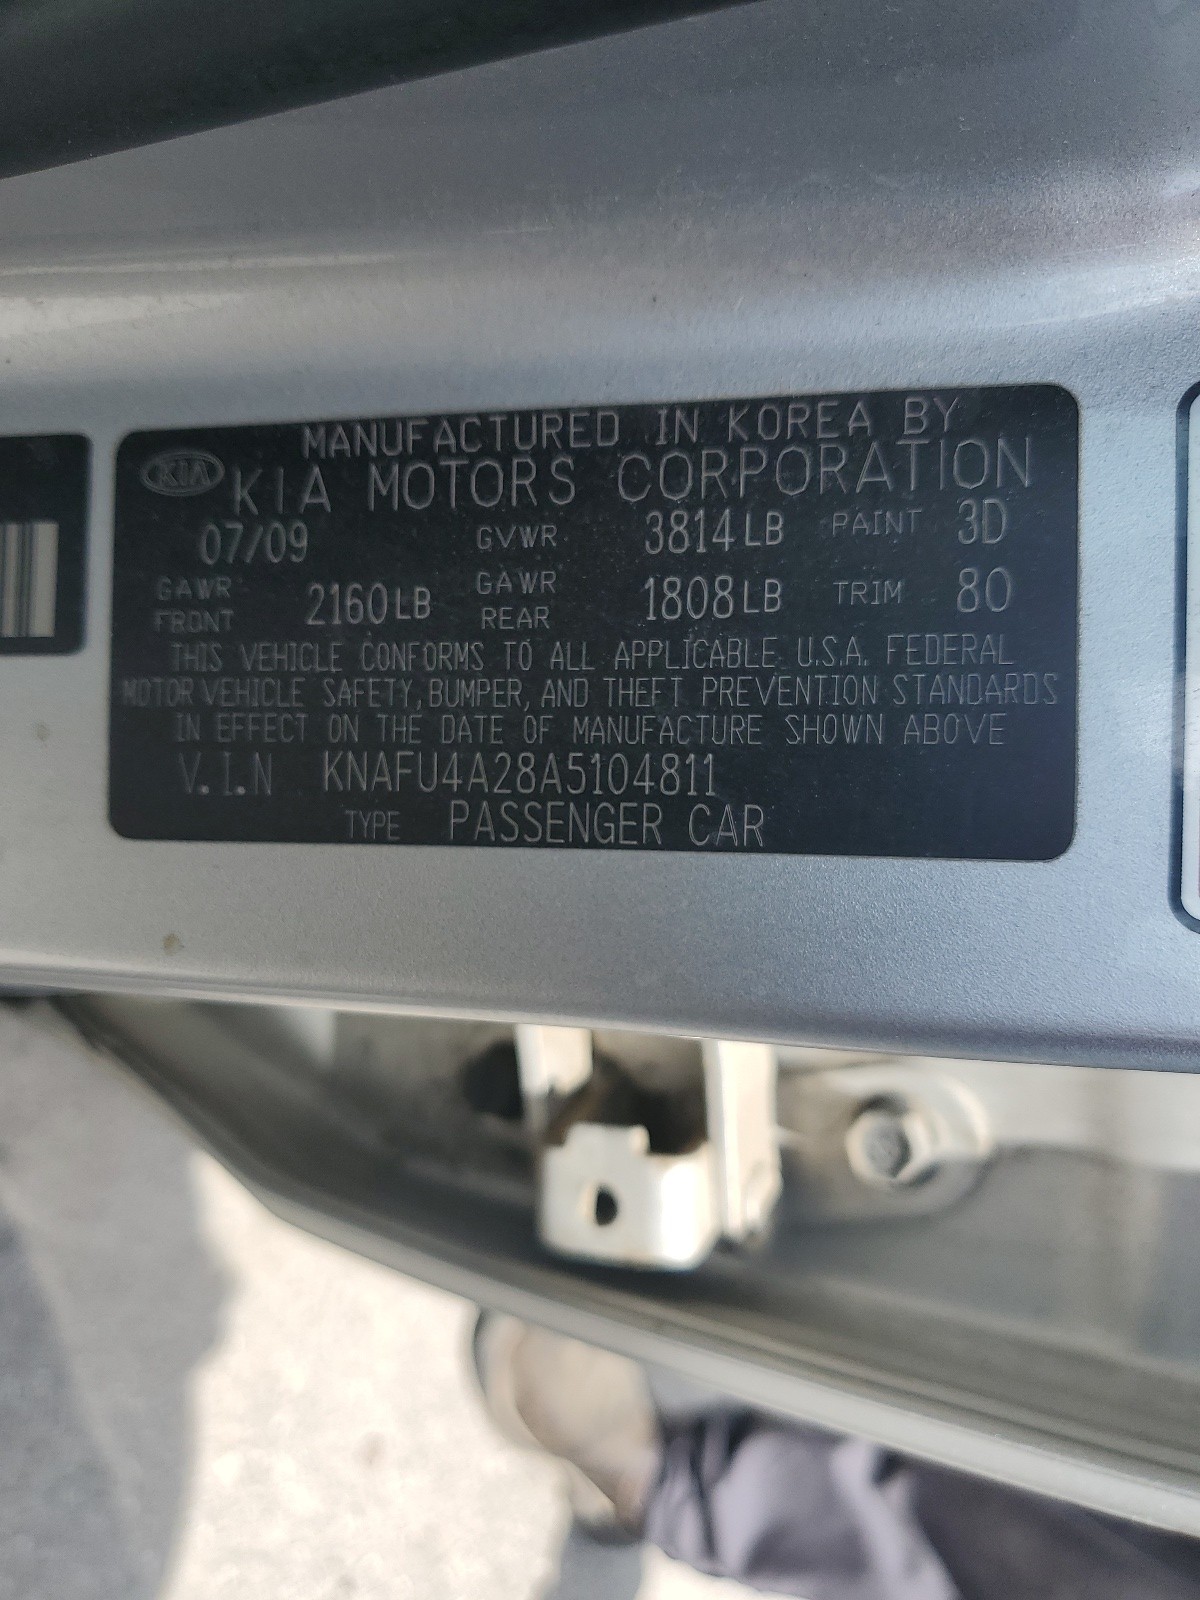 MANUFACTURED IN KOREA BY
KIA KIA MOTORS CORPORATION
07/09 GVWR 3814LB PAINT 3D
GAWR FRONT 2160LB GAWR REAR 1808LB TRIM 80
THIS VEHICLE CONFORMS TO ALL APPLICABLE U.S.A. FEDERAL
MOTOR VEHICLE SAFETY, BUMPER, AND THEFT PREVENTION STANDARDS
IN EFFECT ON THE DATE OF MANUFACTURE SHOWN ABOVE
V.I.N KNAFU4A28A5104811
TYPE PASSENGER CAR